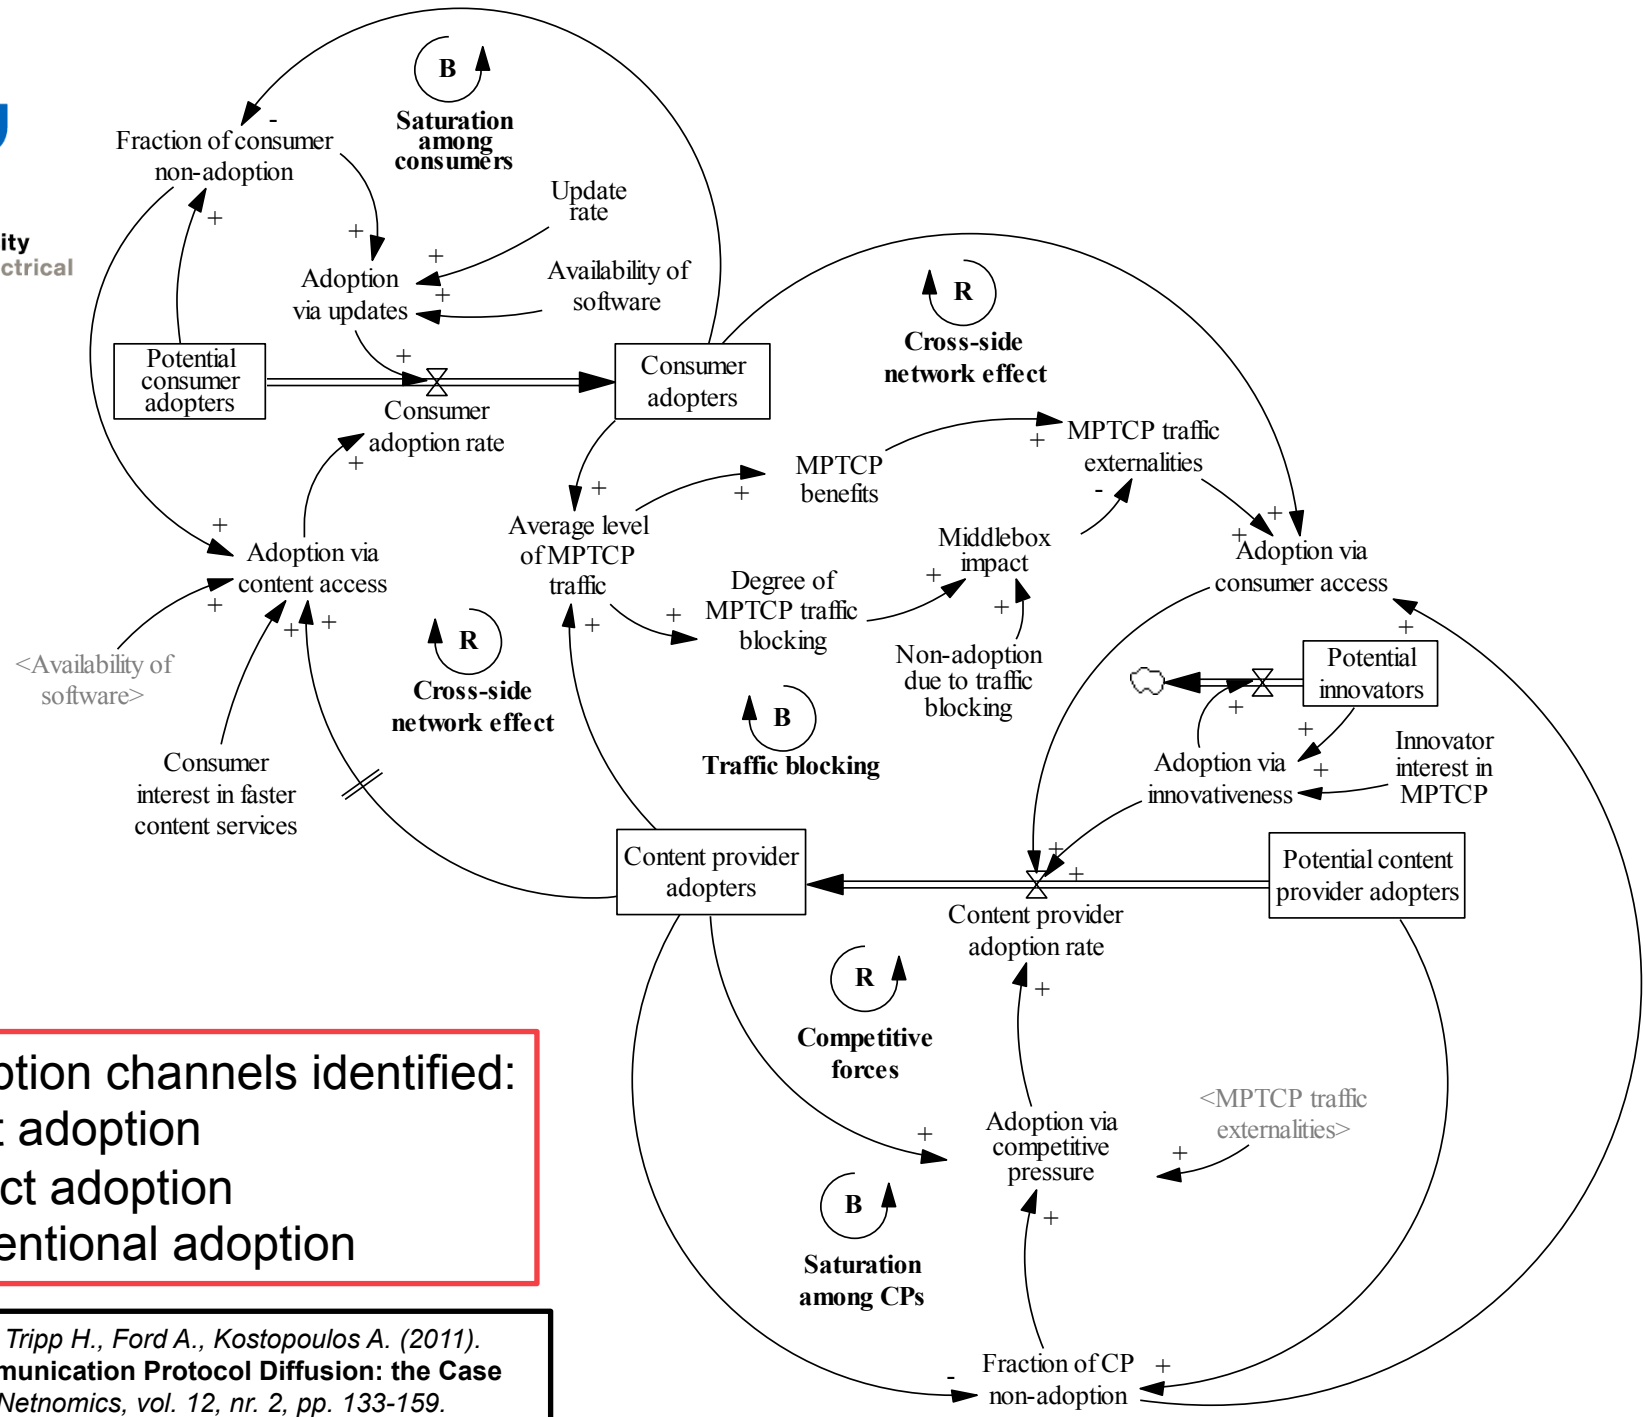 B
Saturation
among
consumers
-
Fraction of consumer
non-adoption
+
+
Update
rate
+
Availability of
software
+
Adoption
via updates
+
Potential
consumer
adopters
Consumer
adopters
Consumer
adoption rate
+
R
Cross-side
network effect
MPTCP traffic
externalities
+
-
MPTCP
benefits
+
+
Average level
of MPTCP
traffic
+
Middlebox
impact
+
+
Degree of
MPTCP traffic
blocking
+
Non-adoption
due to traffic
blocking
+
+
Adoption via
consumer access
+
+
Adoption via
content access
+
+
+
<Availability of
software>
R
Cross-side
network effect
B
Traffic blocking
Consumer
interest in faster
content services
Potential
innovators
+
+
Adoption via
innovativeness
+
Innovator
interest in
MPTCP
Content provider
adopters
+
+
Potential content
provider adopters
Content provider
adoption rate
+
R
Competitive
forces
Adoption via
competitive
pressure
+
<MPTCP traffic
externalities>
+
+
B
Saturation
among CPs
Fraction of CP
non-adoption
-
+
ption channels identified:
t adoption
ct adoption
entional adoption
Tripp H., Ford A., Kostopoulos A. (2011).
munication Protocol Diffusion: the Case
Netnomics, vol. 12, nr. 2, pp. 133-159.
ity
ctrical